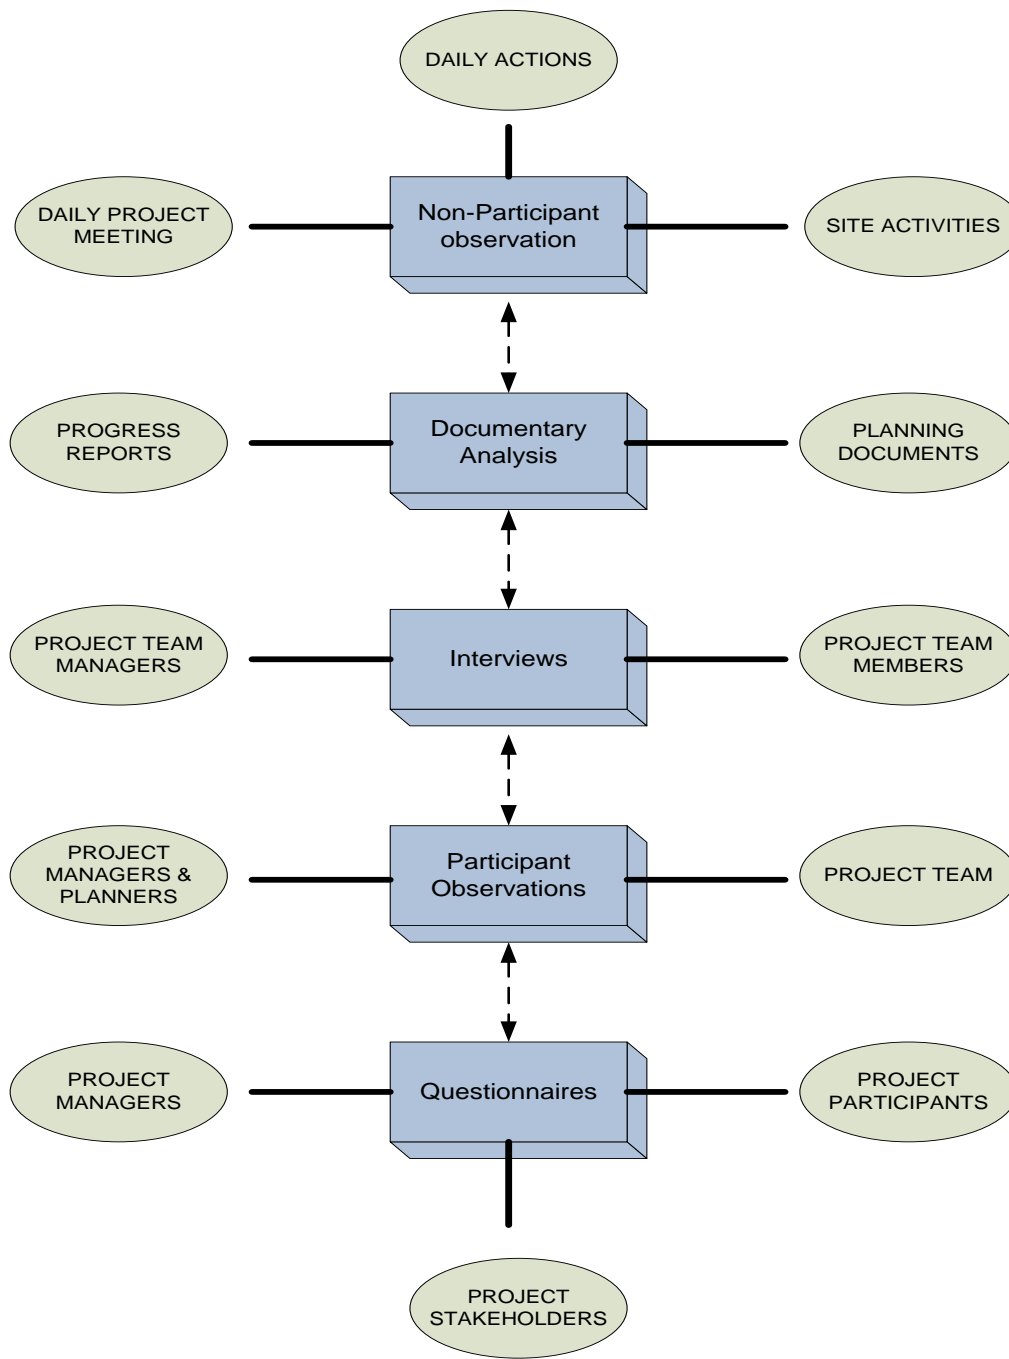 DAILY ACTIONS
DAILY PROJECT
MEETING
Non-Participant
observation
SITE ACTIVITIES
PROGRESS
REPORTS
Documentary
Analysis
PLANNING
DOCUMENTS
PROJECT TEAM
MANAGERS
Interviews
PROJECT TEAM
MEMBERS
PROJECT
MANAGERS &
PLANNERS
Participant
Observations
PROJECT TEAM
PROJECT
MANAGERS
Questionnaires
PROJECT
PARTICIPANTS
PROJECT
STAKEHOLDERS